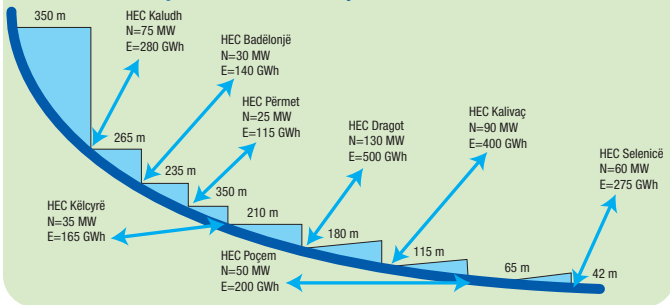 350 m
HEC Kaludh
N=75 MW
E=280 GWh
HEC Badëlonjë
N=30 MW
E=140 GWh
HEC Përmet
N=25 MW
E=115 GWh
HEC Dragot
N=130 MW
E=500 GWh
HEC Kalivaç
N=90 MW
E=400 GWh
HEC Selenicë
N=60 MW
E=275 GWh
265 m
235 m
350 m
HEC Këlcyrë
N=35 MW
E=165 GWh
210 m
180 m
115 m
65 m
42 m
HEC Poçem
N=50 MW
E=200 GWh